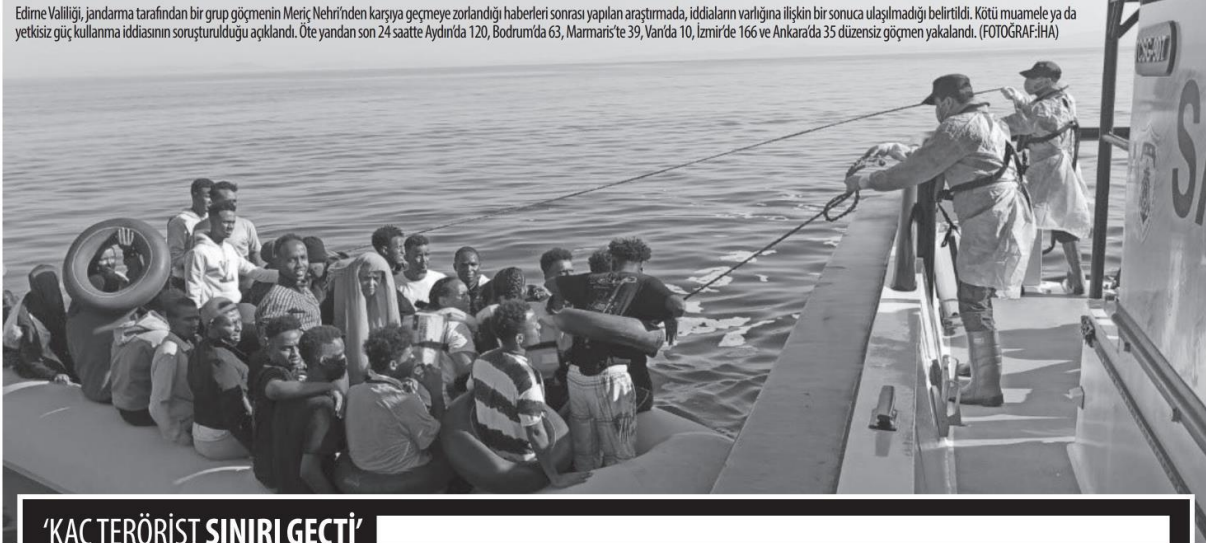 Edirne Valiliği, jandarma tarafından bir grup göçmenin Meriç Nehri’nden karşıya geçmeye zorlandığı haberleri sonrası yapılan araştırmada, iddiaların varlığına ilişkin bir sonuca ulaşılmadığı belirtildi. Kötü muamele ya da
yetkisiz güç kullanma iddiasının soruşturulduğu açıklandı. Öte yandan son 24 saatte Aydın’da 120, Bodrum’da 63, Marmaris’te 39, Van’da 10, İzmir’de 166 ve Ankara’da 35 düzensiz göçmen yakalandı. (FOTOĞRAF:İHA)
‘KAÇ TERÖRİST SINIRI GEÇTİ’